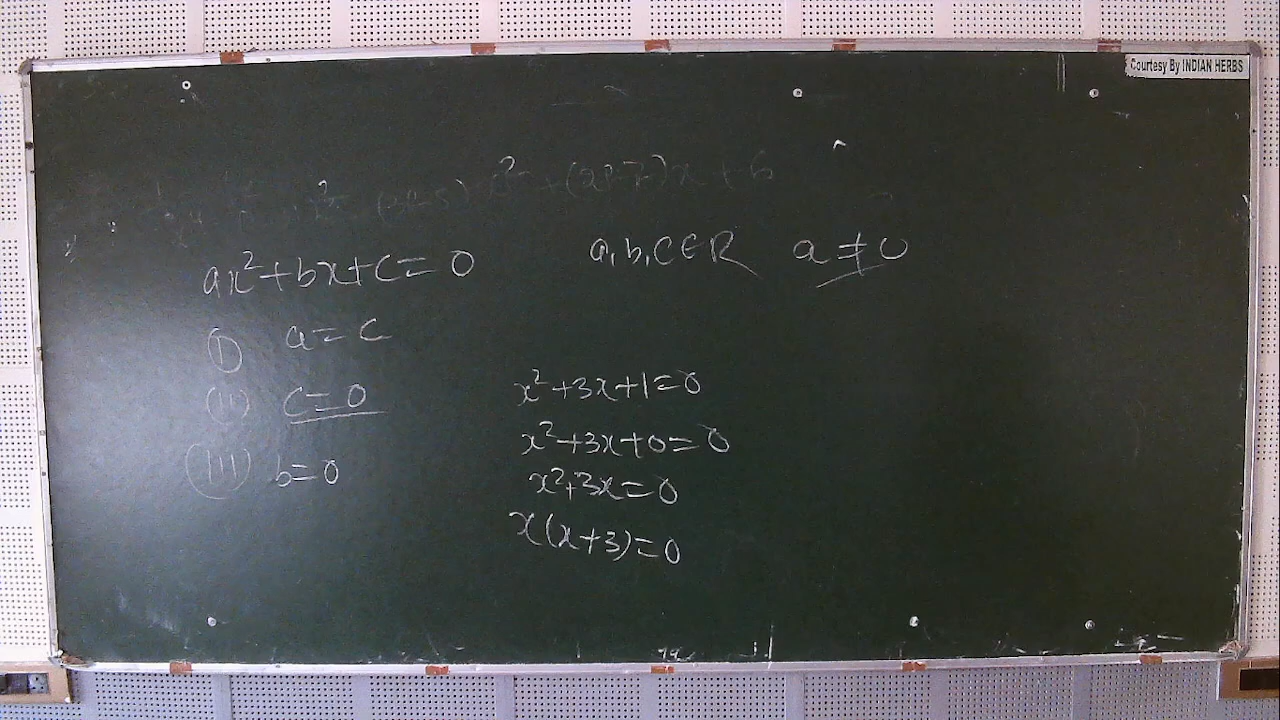 Courtesy By INDIAN HERBS
ax²+bx+c=0 a,b,c∈R a≠0
(I) a=c
(II) c=0
(III) b=0
x²+3x+1=0
x²+3x+0=0
x²+3x=0
x(x+3)=0